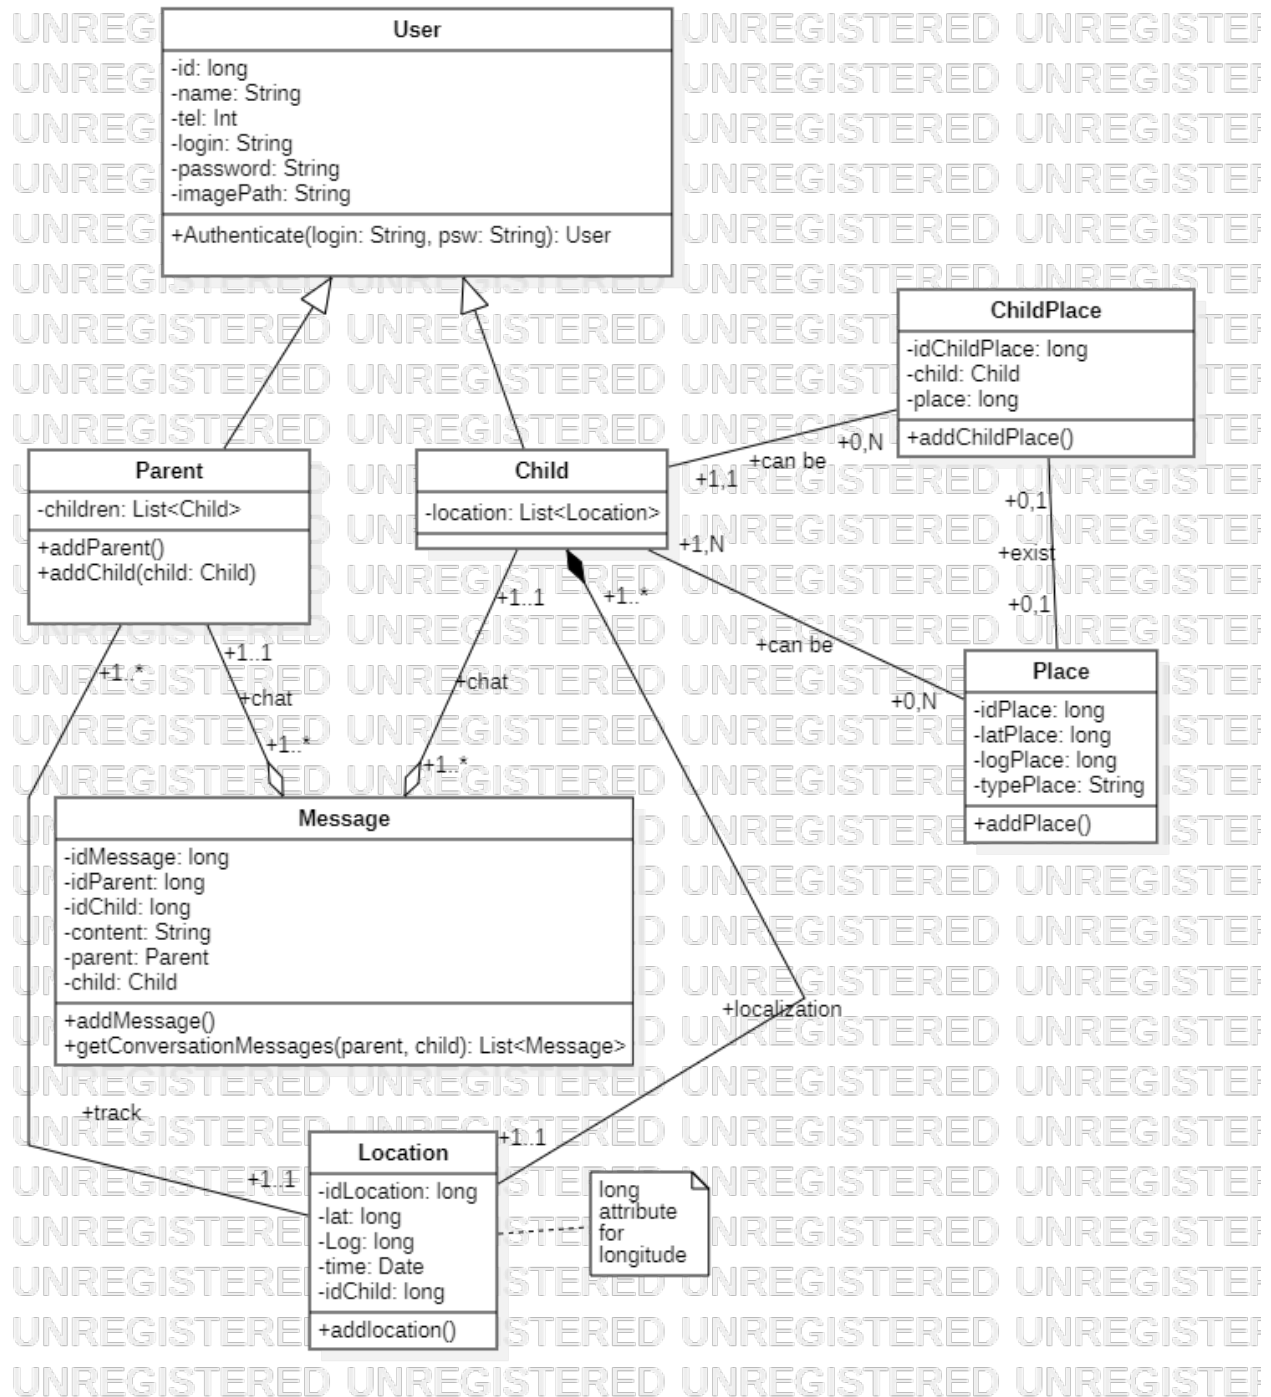 User
-id: long
-name: String
-tel: Int
-login: String
-password: String
-imagePath: String
+Authenticate(login: String, psw: String): User
ChildPlace
-idChildPlace: long
-child: Child
-place: long
+addChildPlace()
Parent
-children: List<Child>
+addParent()
+addChild(child: Child)
Child
-location: List<Location>
+1,1
+can be
+0,N
+0,1
+exist
+0,1
+1,N
+can be
+0,N
+1..1
+1..*
+1..*
+1..1
+chat
+1..*
+chat
+1..*
Place
-idPlace: long
-latPlace: long
-logPlace: long
-typePlace: String
+addPlace()
Message
-idMessage: long
-idParent: long
-idChild: long
-content: String
-parent: Parent
-child: Child
+addMessage()
+getConversationMessages(parent, child): List<Message>
+localization
+track
+1..1
+1..1
Location
-idLocation: long
-lat: long
-Log: long
-time: Date
-idChild: long
+addlocation()
long
attribute
for
longitude
UNREGISTERED UNREGISTERED